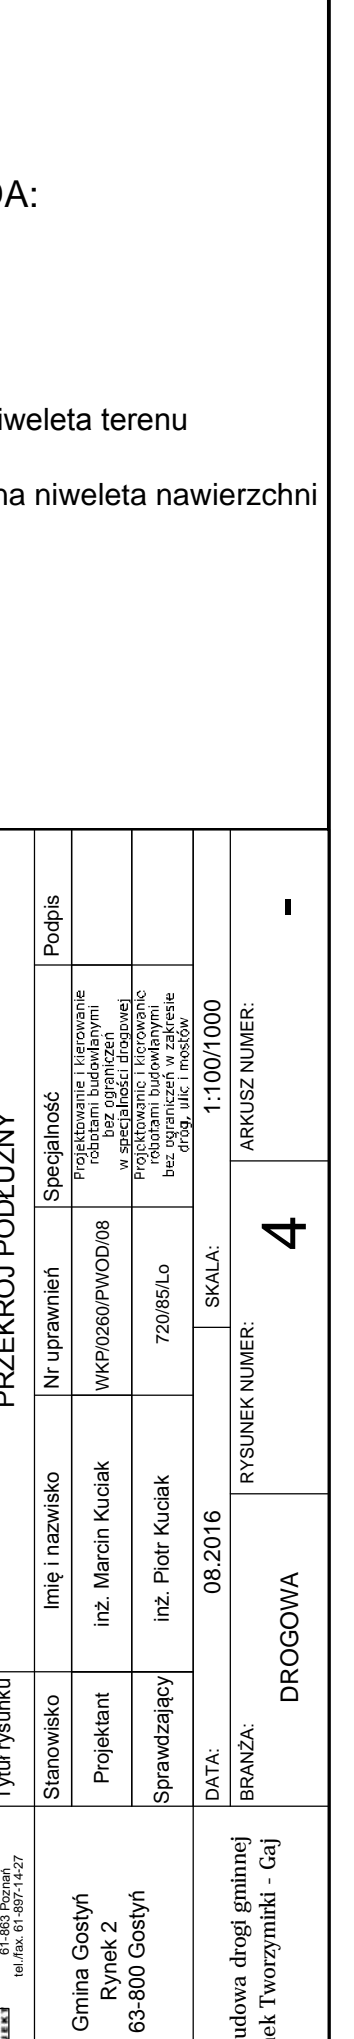 DA:
niweleta terenu
na niweleta nawierzchni
61-863 Poznań
tel./fax. 61-897-14-27
Tytuł rysunku
PRZEKRÓJ PODŁUŻNY
Gmina Gostyń
Rynek 2
63-800 Gostyń
Stanowisko Imię i nazwisko Nr uprawnień Specjalność Podpis
Projektant inż. Marcin Kuciak WKP/0260/PWOD/08
Projektowanie i kierowanie
robotami budowlanymi
bez ograniczeń
w specjalności drogowej
Sprawdzający inż. Piotr Kuciak 720/85/Lo
Projektowanie i kierowanie
robotami budowlanymi
bez ograniczeń w zakresie
dróg, ulic i mostów
DATA: 08.2016 SKALA: 1:100/1000
udowa drogi gminnej
nek Tworzymirki - Gaj
BRANŻA: RYSUNEK NUMER: ARKUSZ NUMER:
DROGOWA 4 -